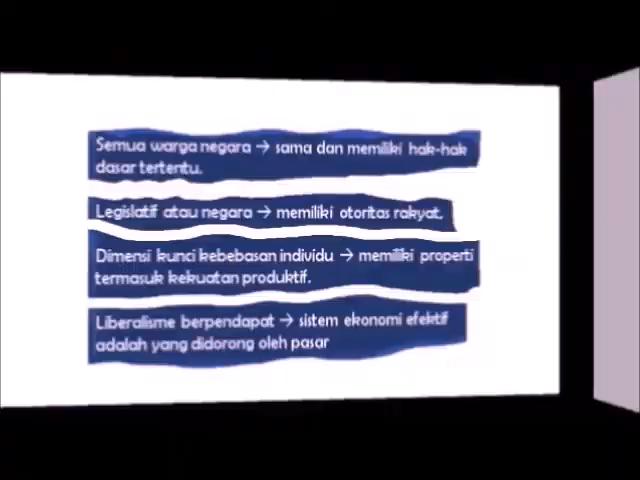 Semua warga negara → sama dan memiliki hak-hak
dasar tertentu.
Legislatif atau negara → memiliki otoritas rakyat.
Dimensi kunci kebebasan individu → memiliki properti
termasuk kekuatan produktif.
Liberalisme berpendapat → sistem ekonomi efektif
adalah yang didorong oleh pasar